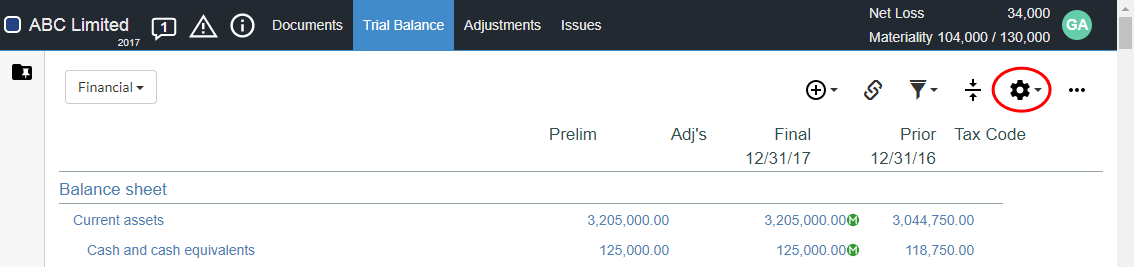 ABC Limited 1 Documents Trial Balance Adjustments Issues Net Loss 34,000 GA
2017 Materiality 104,000 / 130,000
Financial
Prelim Adj's Final Prior Tax Code
12/31/17 12/31/16
Balance sheet
Current assets 3,205,000.00 3,205,000.00 M 3,044,750.00
Cash and cash equivalents 125,000.00 125,000.00 M 118,750.00